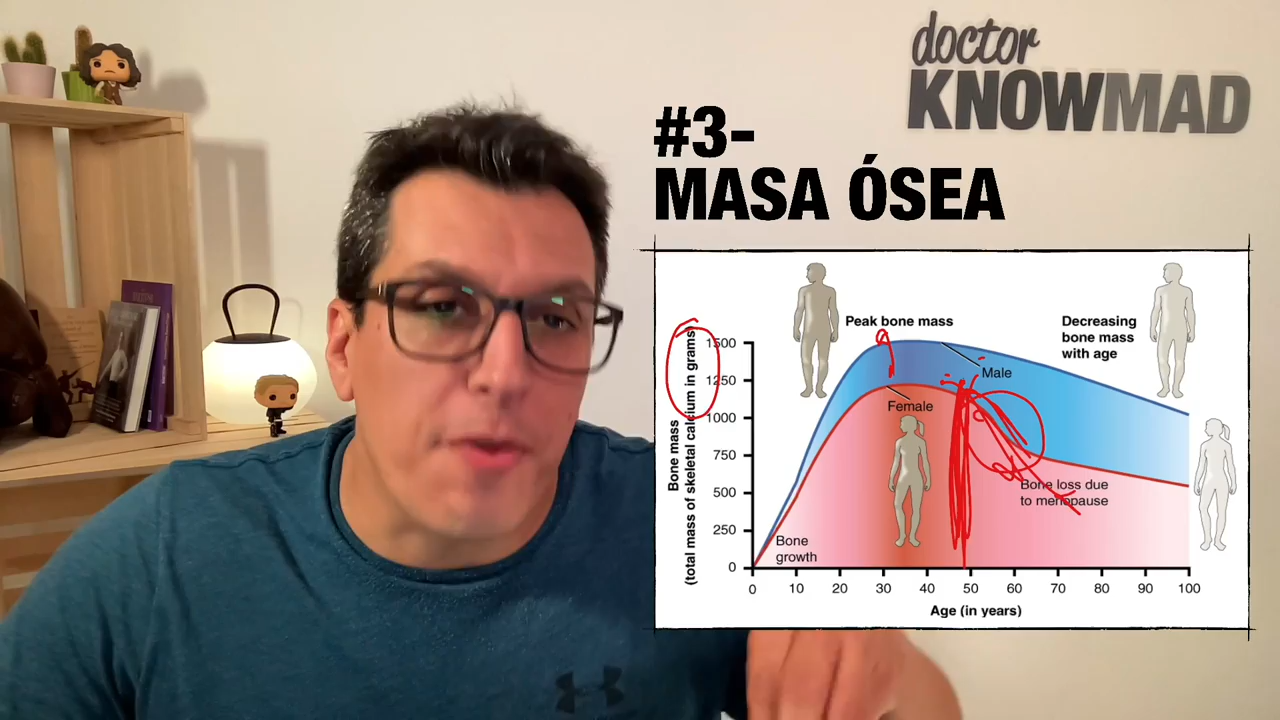 doctor
KNOWMAD
#3-
MASA ÓSEA
Peak bone mass
Decreasing
bone mass
with age
Male
Female
Bone loss due
to menopause
Bone
growth
Bone mass
(total mass of skeletal calcium in grams)
1500
1250
1000
750
500
250
0
0 10 20 30 40 50 60 70 80 90 100
Age (in years)